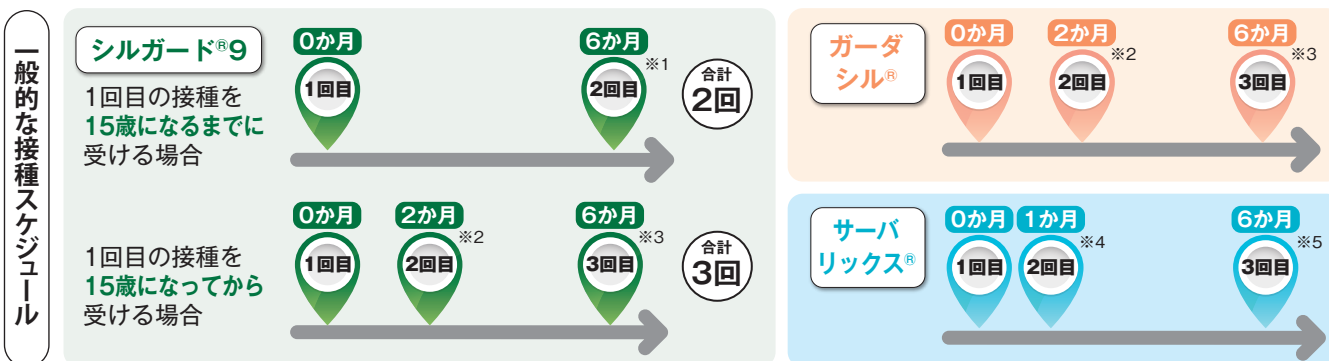 一般的な接種スケジュール
シルガード®9
1回目の接種を
15歳になるまでに
受ける場合
0か月
1回目
6か月
※1
2回目
合計
2回
1回目の接種を
15歳になってから
受ける場合
0か月
1回目
2か月
※2
2回目
6か月
※3
3回目
合計
3回
ガーダ
シル®
0か月
1回目
2か月
※2
2回目
6か月
※3
3回目
サーバ
リックス®
0か月
1回目
1か月
※4
2回目
6か月
※5
3回目